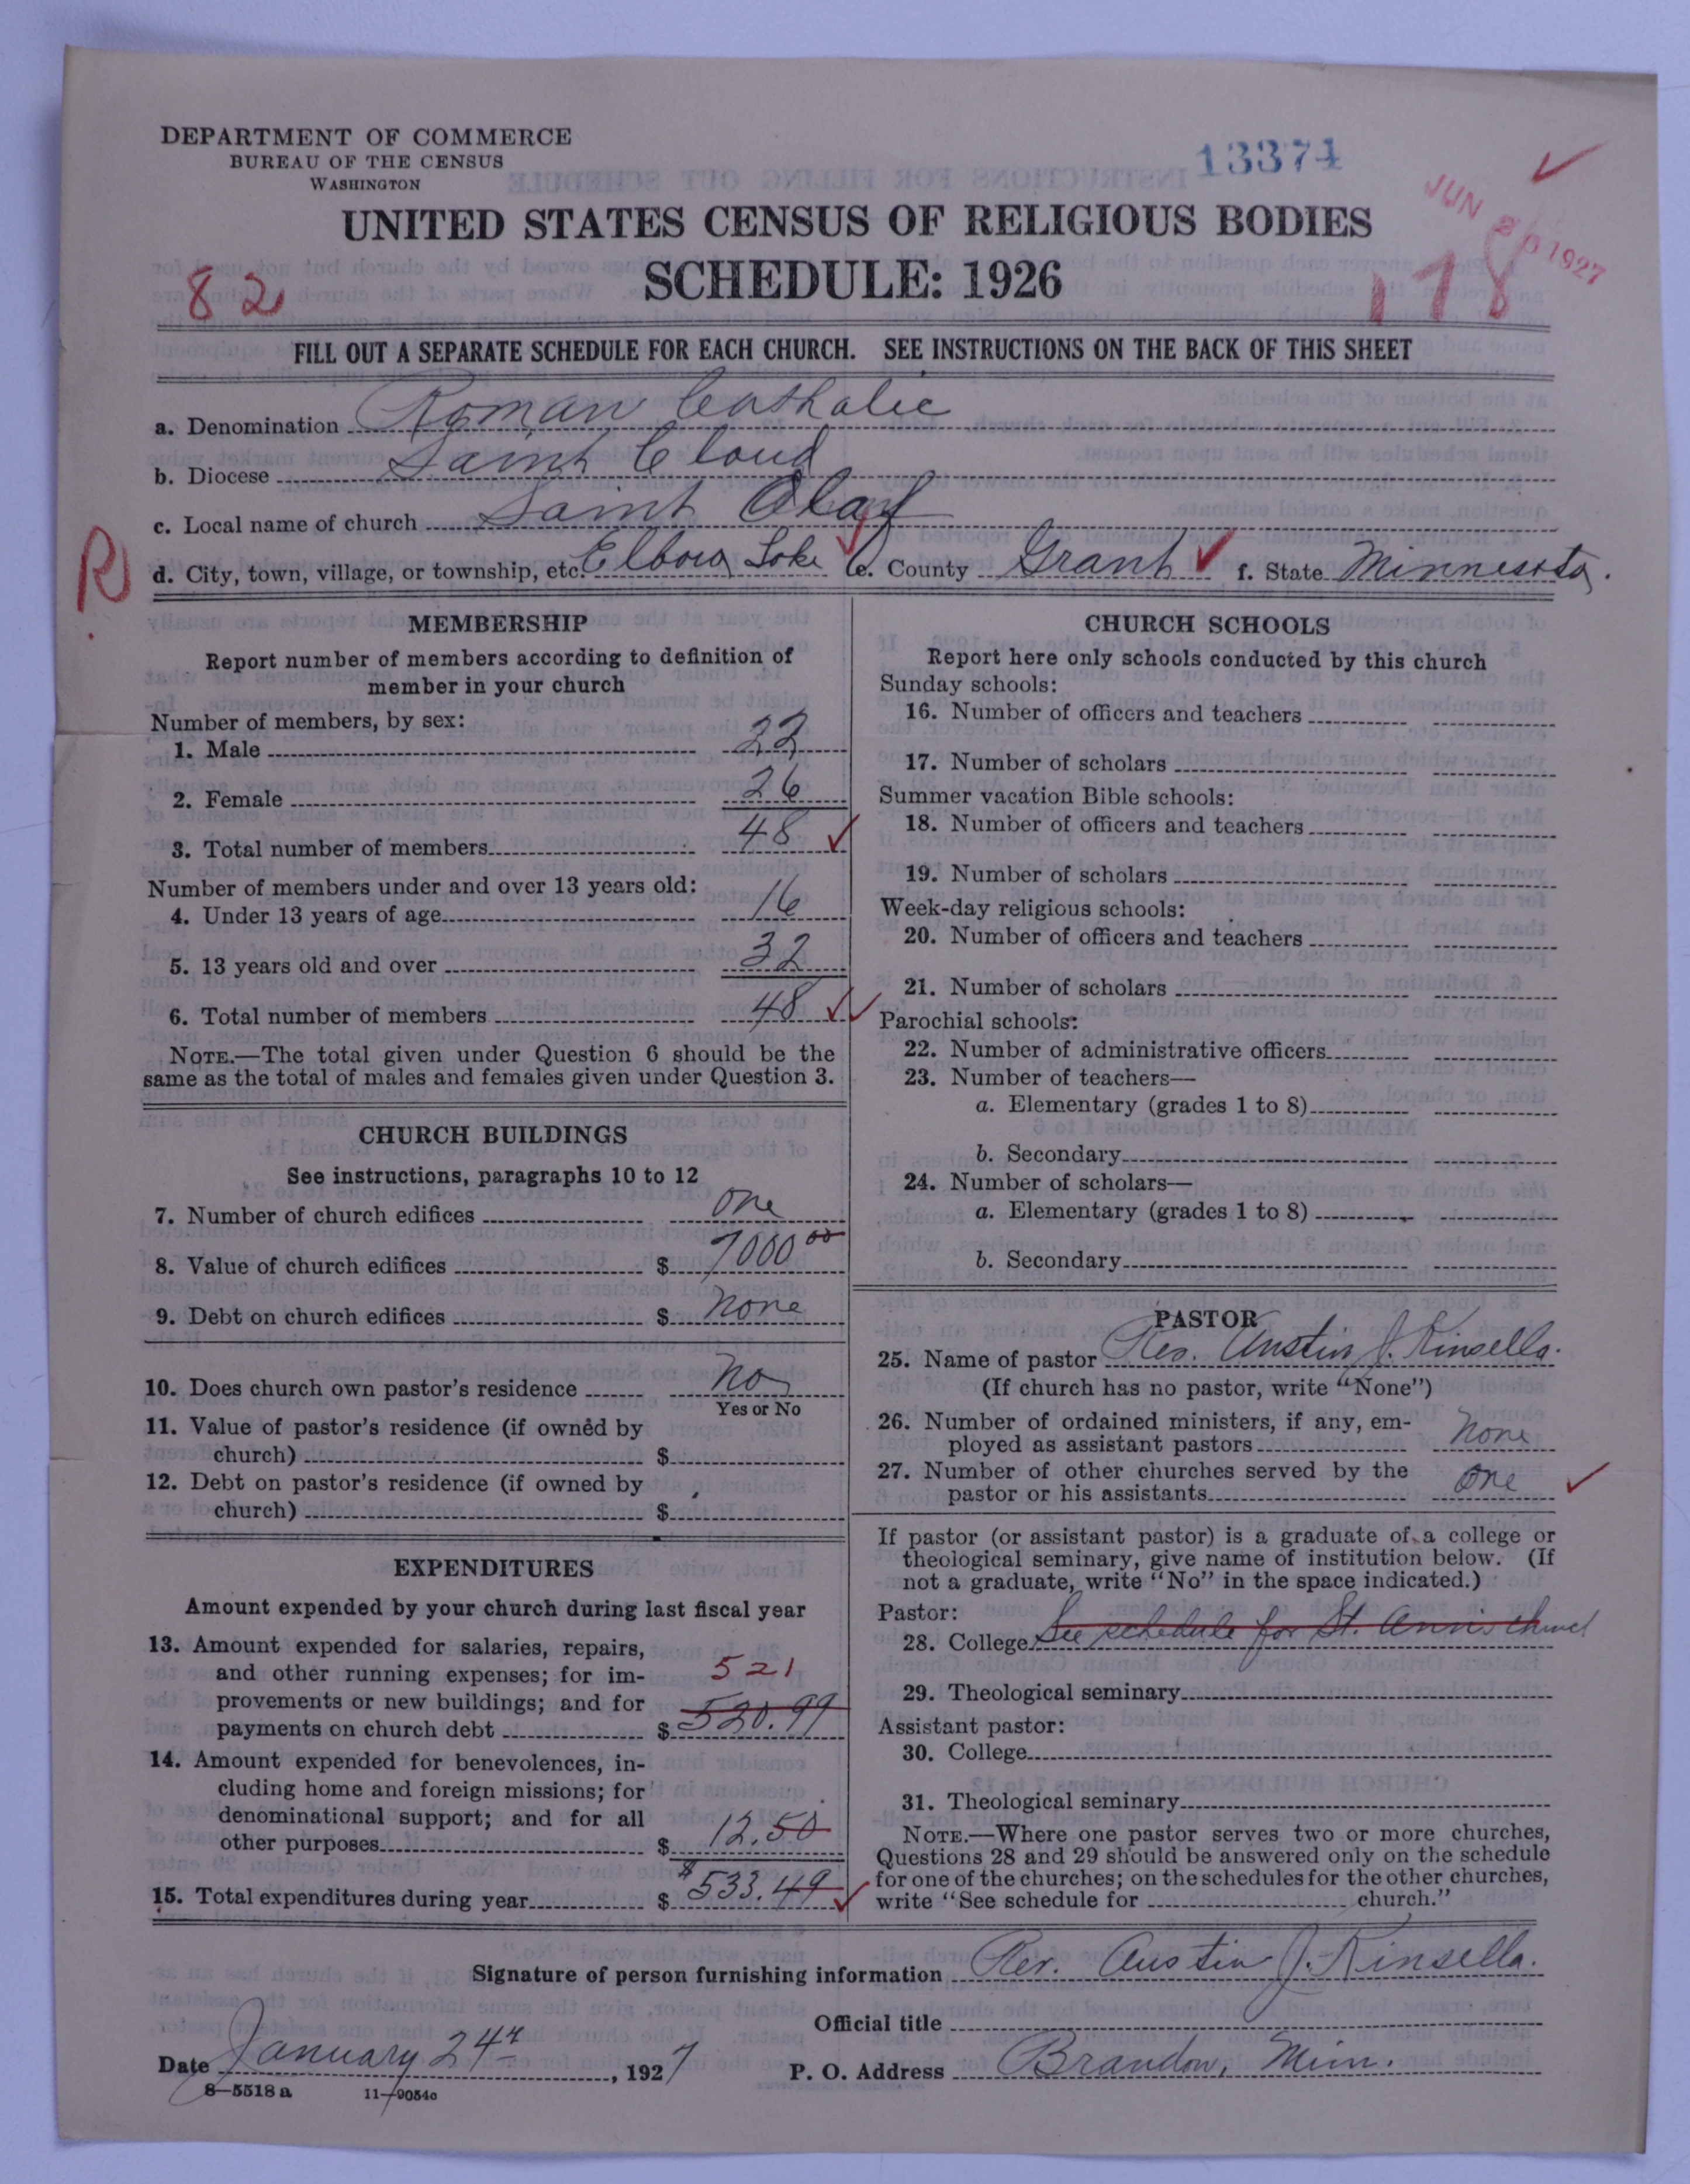 DEPARTMENT OF COMMERCE
BUREAU OF THE CENSUS
WASHINGTON
13374
JUN 25 1927
UNITED STATES CENSUS OF RELIGIOUS BODIES
SCHEDULE: 1926
82
178
FILL OUT A SEPARATE SCHEDULE FOR EACH CHURCH. SEE INSTRUCTIONS ON THE BACK OF THIS SHEET
a. Denomination Roman Catholic
b. Diocese Saint Cloud
c. Local name of church Saint Olaf
R
d. City, town, village, or township, etc. Elbow Lake e. County Grant f. State Minnesota.
MEMBERSHIP
Report number of members according to definition of
member in your church
Number of members, by sex:
1. Male 22
2. Female 26
3. Total number of members 48
Number of members under and over 13 years old:
4. Under 13 years of age 16
5. 13 years old and over 32
6. Total number of members 48
NOTE.—The total given under Question 6 should be the
same as the total of males and females given under Question 3.
CHURCH BUILDINGS
See instructions, paragraphs 10 to 12
7. Number of church edifices one
8. Value of church edifices $ 7000 00
9. Debt on church edifices $ none
10. Does church own pastor's residence no
Yes or No
11. Value of pastor's residence (if owned by
church) $
12. Debt on pastor's residence (if owned by
church) $
EXPENDITURES
Amount expended by your church during last fiscal year
13. Amount expended for salaries, repairs,
and other running expenses; for im- 521
provements or new buildings; and for
payments on church debt $ 520.99
14. Amount expended for benevolences, in-
cluding home and foreign missions; for
denominational support; and for all
other purposes $ 12.50
15. Total expenditures during year $ $533.49
CHURCH SCHOOLS
Report here only schools conducted by this church
Sunday schools:
16. Number of officers and teachers
17. Number of scholars
Summer vacation Bible schools:
18. Number of officers and teachers
19. Number of scholars
Week-day religious schools:
20. Number of officers and teachers
21. Number of scholars
Parochial schools:
22. Number of administrative officers
23. Number of teachers—
a. Elementary (grades 1 to 8)
b. Secondary
24. Number of scholars—
a. Elementary (grades 1 to 8)
b. Secondary
PASTOR
25. Name of pastor Rev. Austin J. Kinsella.
(If church has no pastor, write "None")
26. Number of ordained ministers, if any, em-
ployed as assistant pastors none
27. Number of other churches served by the
pastor or his assistants one
If pastor (or assistant pastor) is a graduate of a college or
theological seminary, give name of institution below. (If
not a graduate, write "No" in the space indicated.)
Pastor:
28. College See schedule for St. Ann's church
29. Theological seminary
Assistant pastor:
30. College
31. Theological seminary
NOTE.—Where one pastor serves two or more churches,
Questions 28 and 29 should be answered only on the schedule
for one of the churches; on the schedules for the other churches,
write "See schedule for church."
Signature of person furnishing information Rev. Austin J. Kinsella.
Official title
Date January 24th, 1927 P. O. Address Brandon, Minn.
8—5518 a 11—9054c